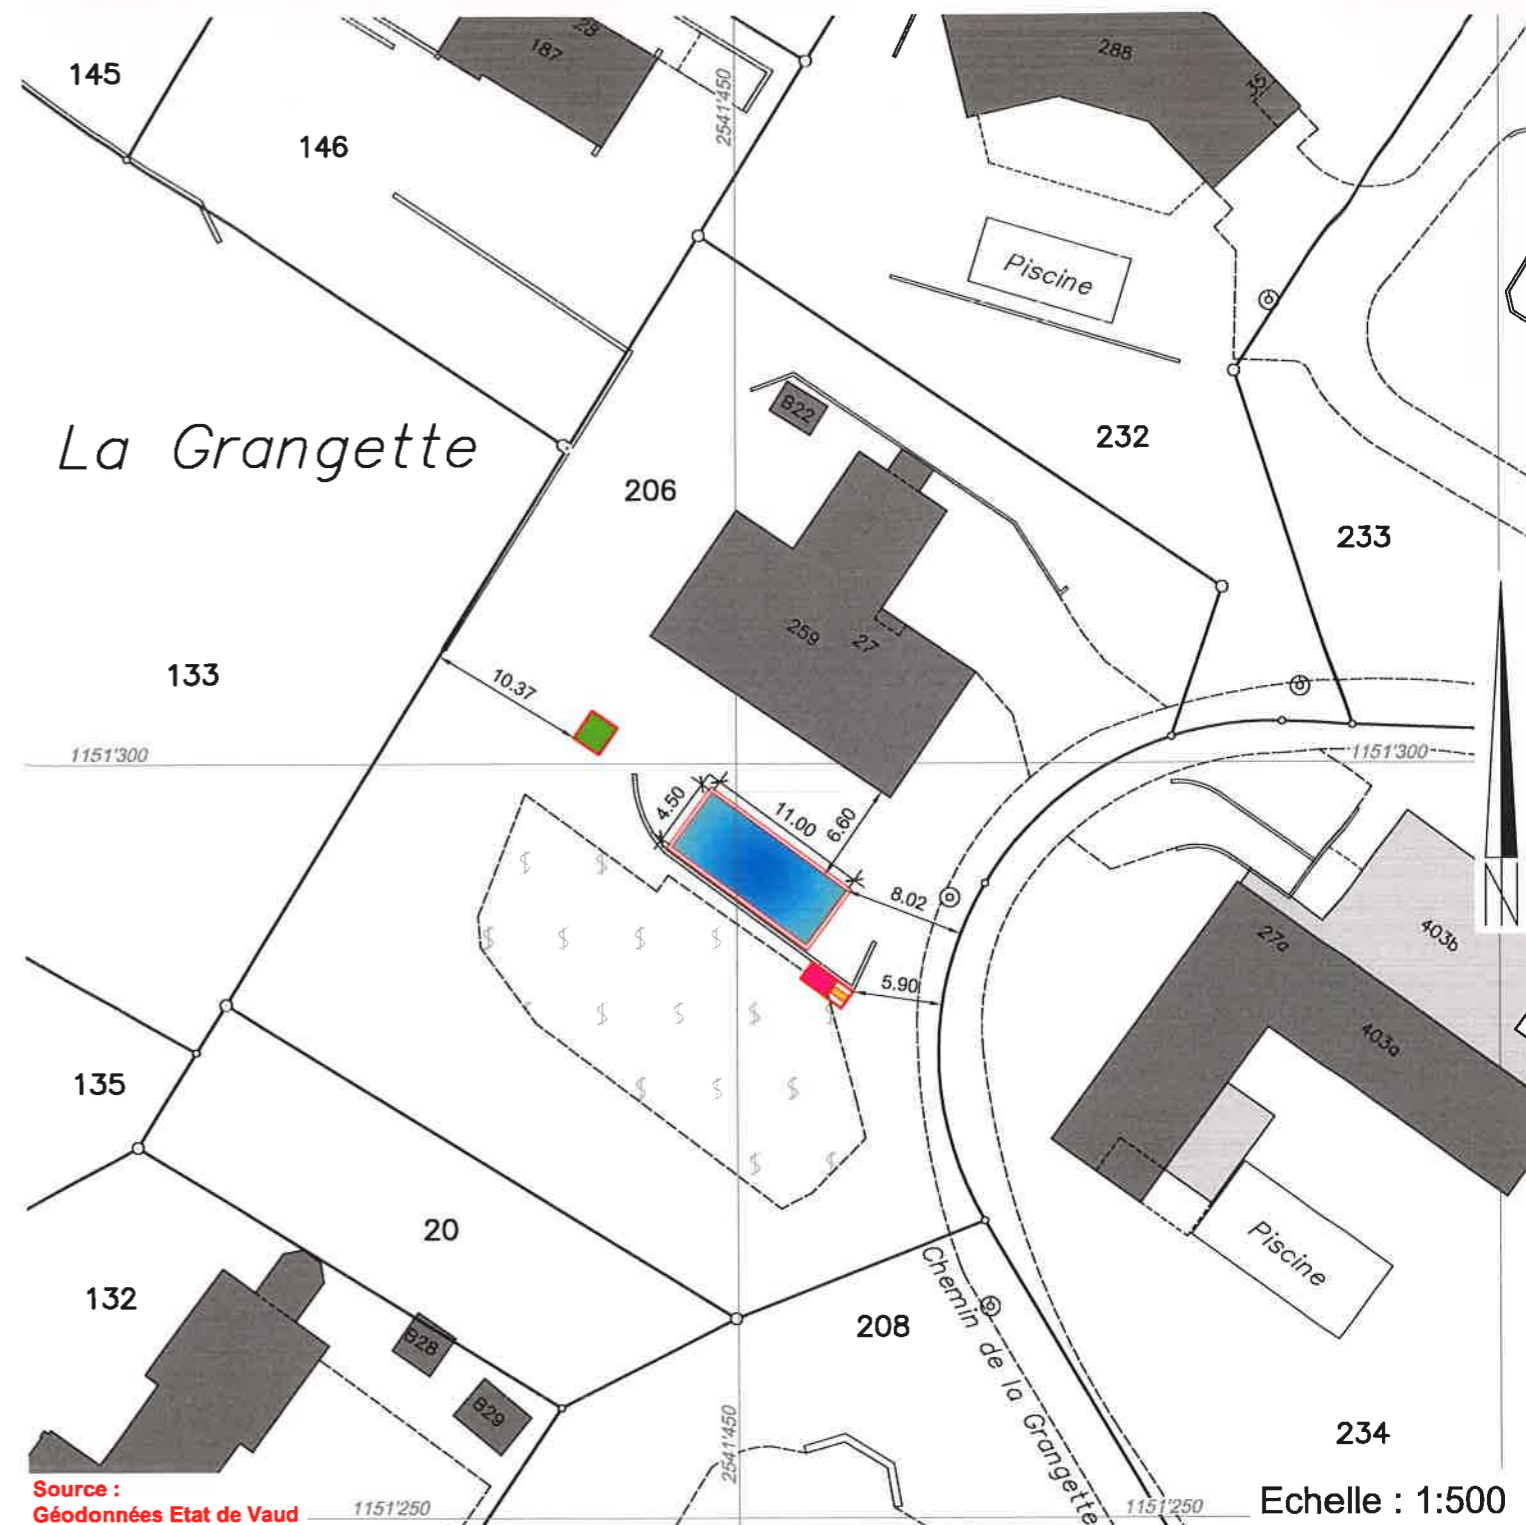 28
187
145
146
2541'450
288
35
Piscine
B22
La Grangette
206
232
233
259
27
133
10.37
1151'300
1151'300
4.50
11.00
6.60
8.02
5.90
27a
403b
403a
N
135
20
132
B28
B29
208
Piscine
Chemin de la Grangette
234
2541'450
Source :
Géodonnées Etat de Vaud
1151'250
1151'250
Echelle : 1:500